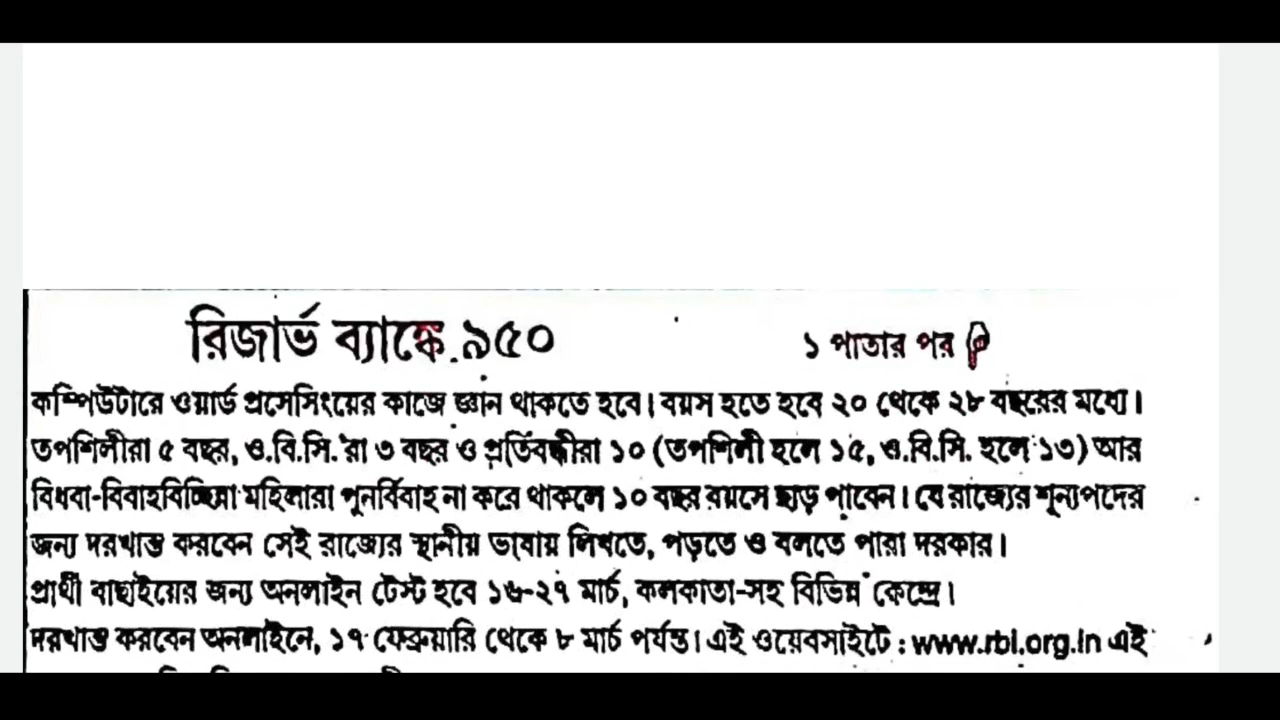 রিজার্ভ ব্যাঙ্কে ৯৫০
১ পাতার পর
কম্পিউটারে ওয়ার্ড প্রসেসিংয়ের কাজে জ্ঞান থাকতে হবে। বয়স হতে হবে ২০ থেকে ২৮ বছরের মধ্যে।
তপশিলীরা ৫ বছর, ও.বি.সি.'রা ৩ বছর ও প্রতিবন্ধীরা ১০ (তপশিলী হলে ১৫, ও.বি.সি. হলে ১৩) আর
বিধবা-বিবাহবিচ্ছিন্না মহিলারা পুনর্বিবাহ না করে থাকলে ১০ বছর বয়সে ছাড় পাবেন। যে রাজ্যের শূন্যপদের
জন্য দরখাস্ত করবেন সেই রাজ্যের স্থানীয় ভাষায় লিখতে, পড়তে ও বলতে পারা দরকার।
প্রার্থী বাছাইয়ের জন্য অনলাইন টেস্ট হবে ১৬-২৭ মার্চ, কলকাতা-সহ বিভিন্ন কেন্দ্রে।
দরখাস্ত করবেন অনলাইনে, ১৭ ফেব্রুয়ারি থেকে ৮ মার্চ পর্যন্ত। এই ওয়েবসাইটে : www.rbi.org.in এই